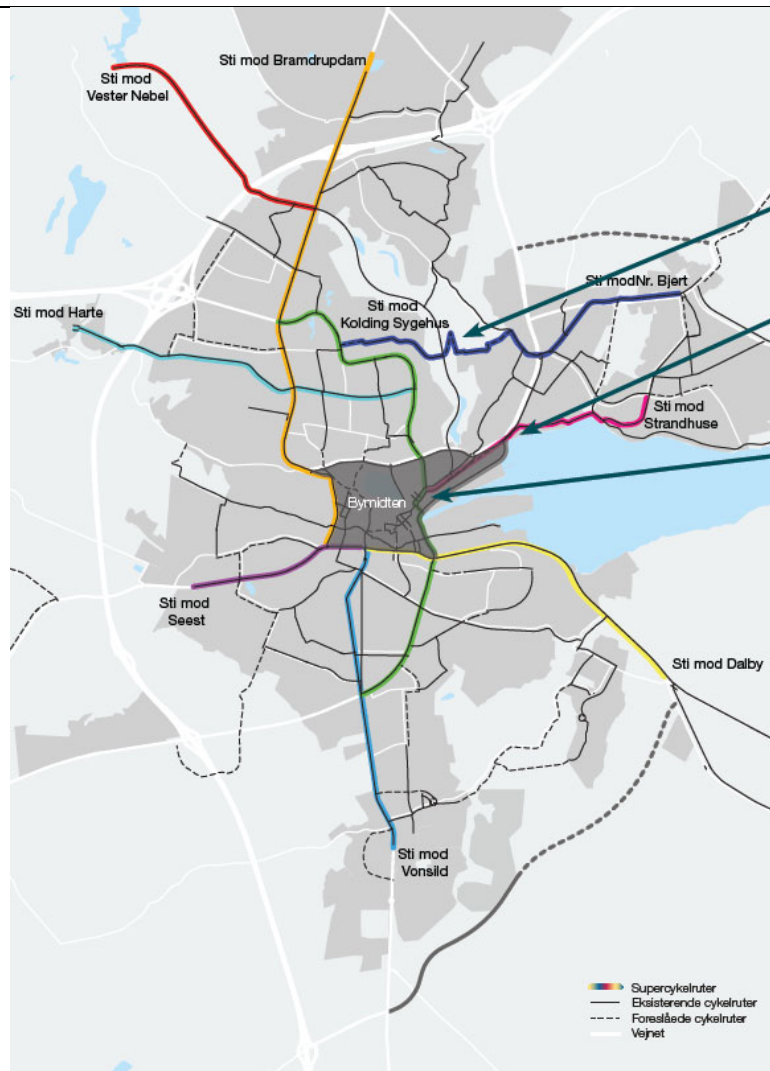 Sti mod Bramdrupdam
Sti mod
Vester Nebel
Sti modNr. Bjert
Sti mod
Kolding Sygehus
Sti mod Harte
Sti mod
Strandhuse
Bymidten
Sti mod
Seest
Sti mod Dalby
Sti mod
Vonsild
Supercykelruter
Eksisterende cykelruter
Foreslåede cykelruter
Vejnet